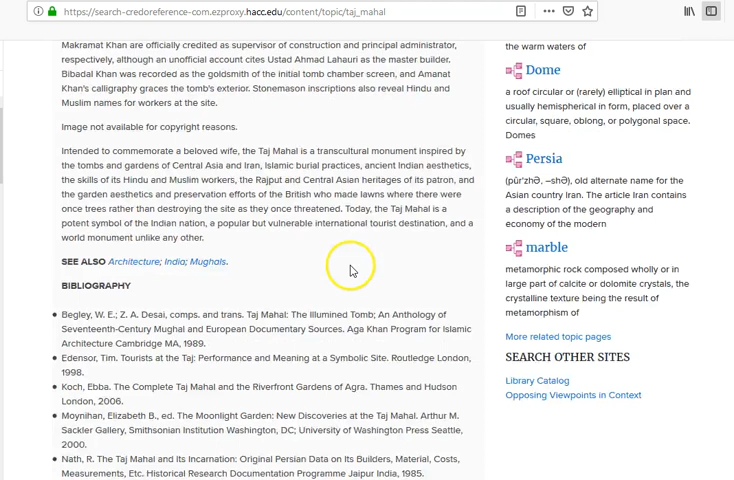 https://search-credoreference-com.ezproxy.hacc.edu/content/topic/taj_mahal
Makramat Khan are officially credited as supervisor of construction and principal administrator,
respectively, although an unofficial account cites Ustad Ahmad Lahauri as the master builder.
Bibadal Khan was recorded as the goldsmith of the initial tomb chamber screen, and Amanat
Khan's calligraphy graces the tomb's exterior. Stonemason inscriptions also reveal Hindu and
Muslim names for workers at the site.
Image not available for copyright reasons.
Intended to commemorate a beloved wife, the Taj Mahal is a transcultural monument inspired by
the tombs and gardens of Central Asia and Iran, Islamic burial practices, ancient Indian aesthetics,
the skills of its Hindu and Muslim workers, the Rajput and Central Asian heritages of its patron, and
the garden aesthetics and preservation efforts of the British who made lawns where there were
once trees rather than destroying the site as they once threatened. Today, the Taj Mahal is a
potent symbol of the Indian nation, a popular but vulnerable international tourist destination, and a
world monument unlike any other.
SEE ALSO Architecture; India; Mughals.
BIBLIOGRAPHY
Begley, W. E.; Z. A. Desai, comps. and trans. Taj Mahal: The Illumined Tomb; An Anthology of
Seventeenth-Century Mughal and European Documentary Sources. Aga Khan Program for Islamic
Architecture Cambridge MA, 1989.
Edensor, Tim. Tourists at the Taj: Performance and Meaning at a Symbolic Site. Routledge London,
1998.
Koch, Ebba. The Complete Taj Mahal and the Riverfront Gardens of Agra. Thames and Hudson
London, 2006.
Moynihan, Elizabeth B., ed. The Moonlight Garden: New Discoveries at the Taj Mahal. Arthur M.
Sackler Gallery, Smithsonian Institution Washington, DC; University of Washington Press Seattle,
2000.
Nath, R. The Taj Mahal and Its Incarnation: Original Persian Data on Its Builders, Material, Costs,
Measurements, Etc. Historical Research Documentation Programme Jaipur India, 1985.
the warm waters of
Dome
a roof circular or (rarely) elliptical in plan and
usually hemispherical in form, placed over a
circular, square, oblong, or polygonal space.
Domes
Persia
(pûr'zhƏ, –shƏ), old alternate name for the
Asian country Iran. The article Iran contains
a description of the geography and
economy of the modern
marble
metamorphic rock composed wholly or in
large part of calcite or dolomite crystals, the
crystalline texture being the result of
metamorphism of
More related topic pages
SEARCH OTHER SITES
Library Catalog
Opposing Viewpoints in Context